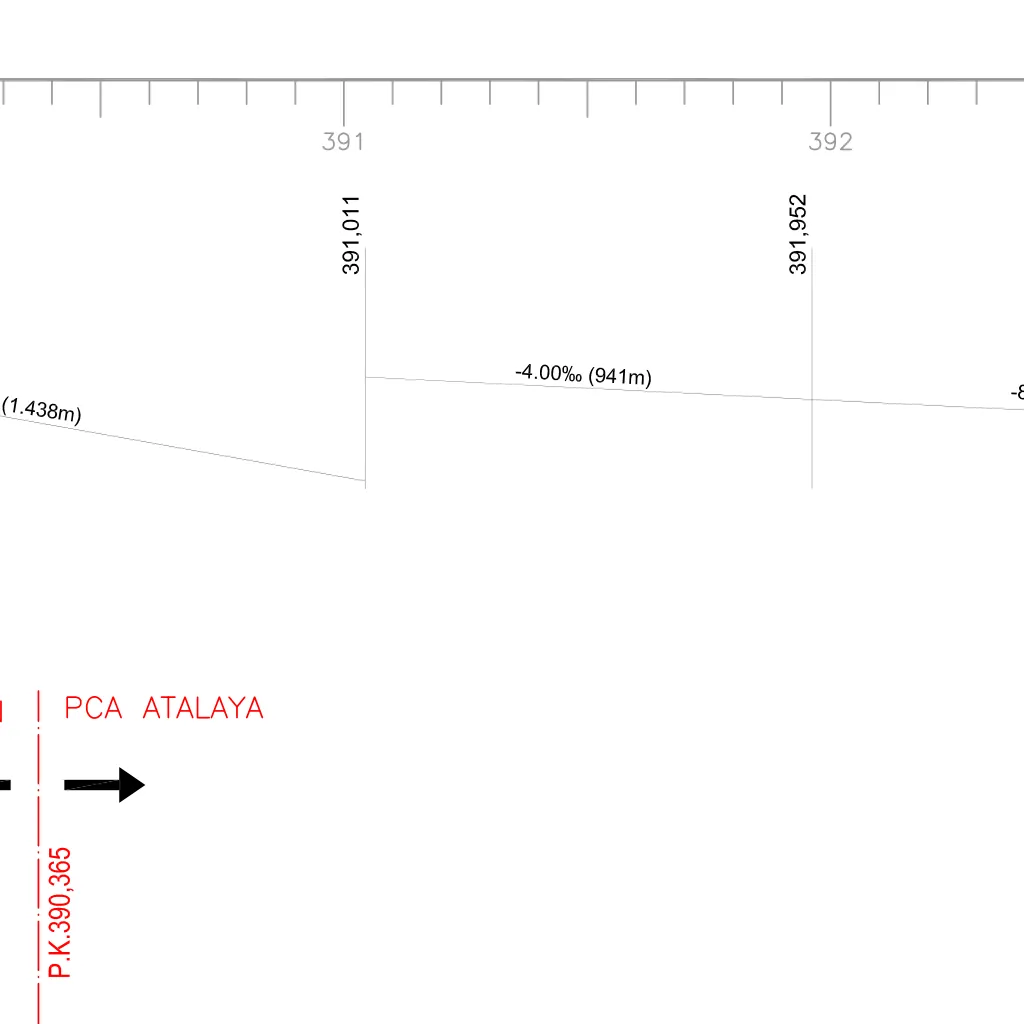 391
392
391,011
391,952
-4.00‰ (941m)
(1.438m)
PCA ATALAYA
P.K.390,365